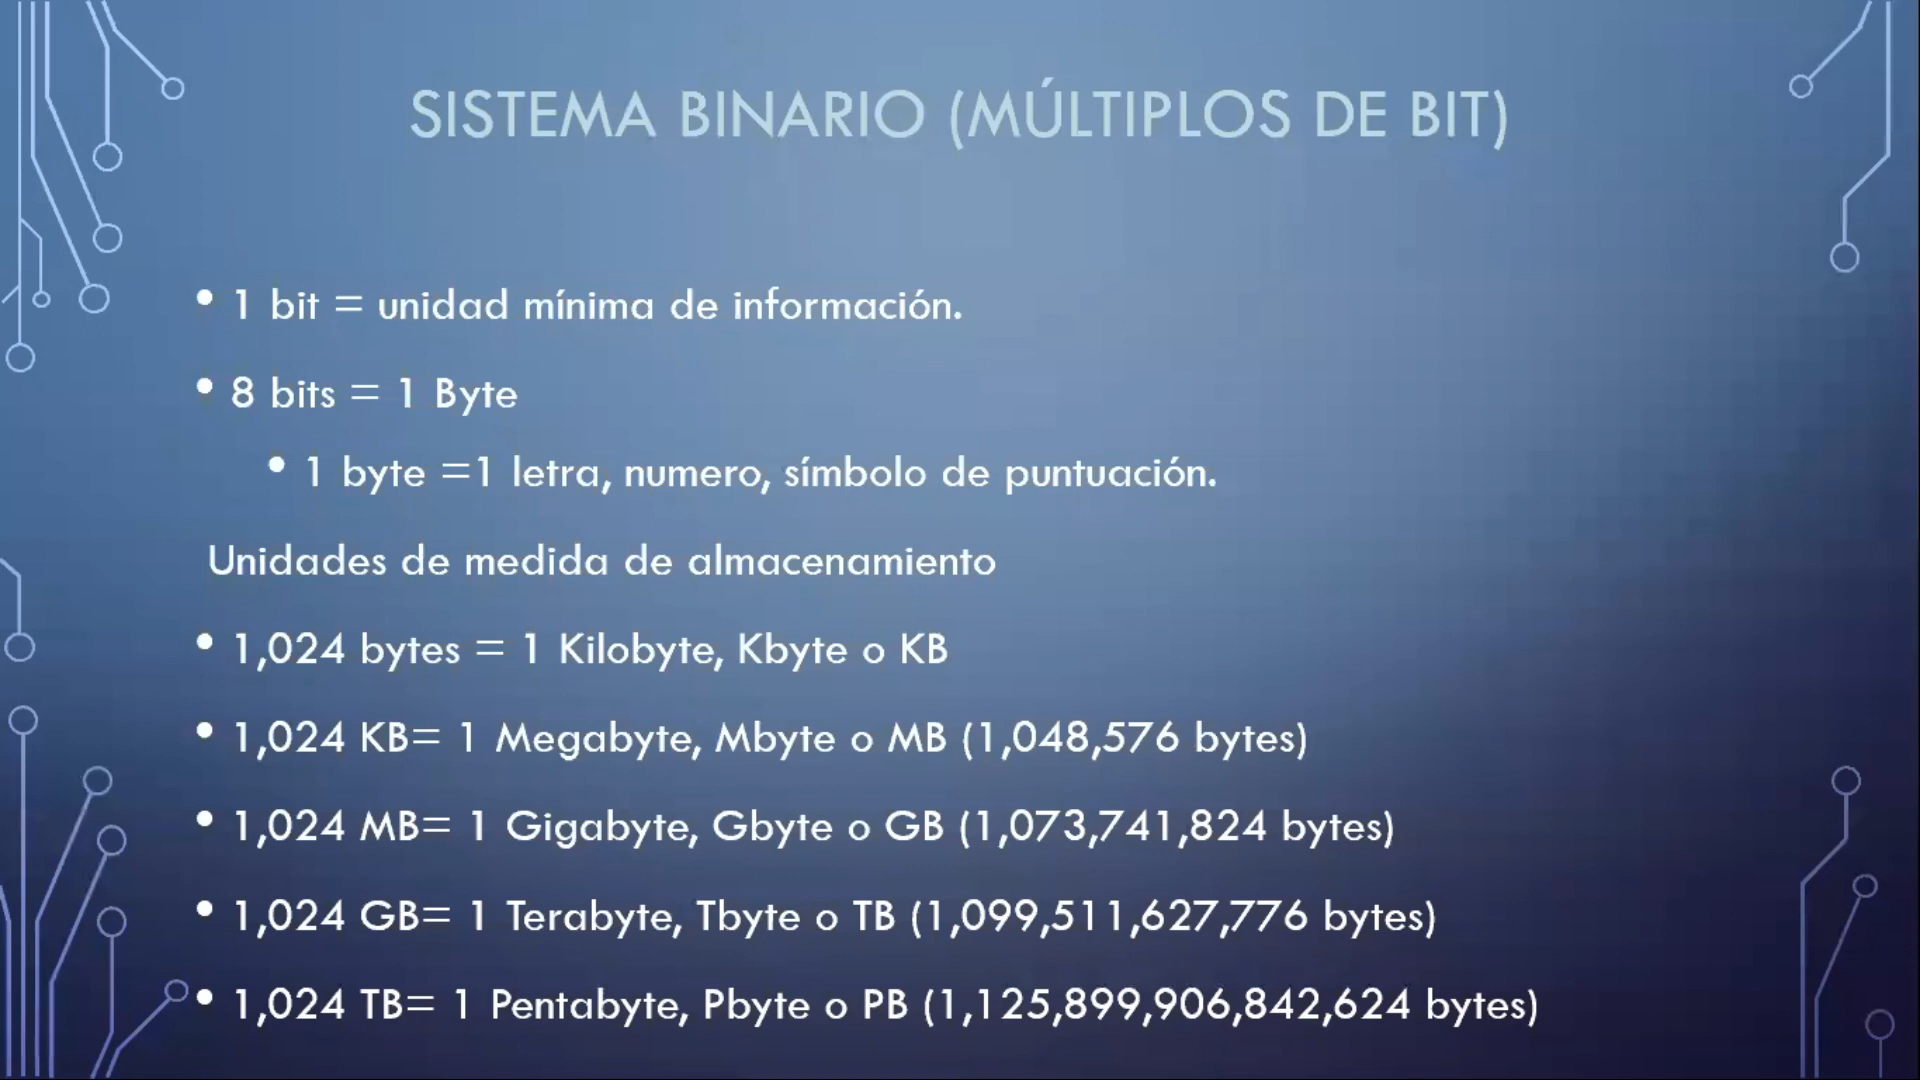 SISTEMA BINARIO (MÚLTIPLOS DE BIT)
• 1 bit = unidad mínima de información.
• 8 bits = 1 Byte
• 1 byte =1 letra, numero, símbolo de puntuación.
Unidades de medida de almacenamiento
• 1,024 bytes = 1 Kilobyte, Kbyte o KB
• 1,024 KB= 1 Megabyte, Mbyte o MB (1,048,576 bytes)
• 1,024 MB= 1 Gigabyte, Gbyte o GB (1,073,741,824 bytes)
• 1,024 GB= 1 Terabyte, Tbyte o TB (1,099,511,627,776 bytes)
• 1,024 TB= 1 Pentabyte, Pbyte o PB (1,125,899,906,842,624 bytes)